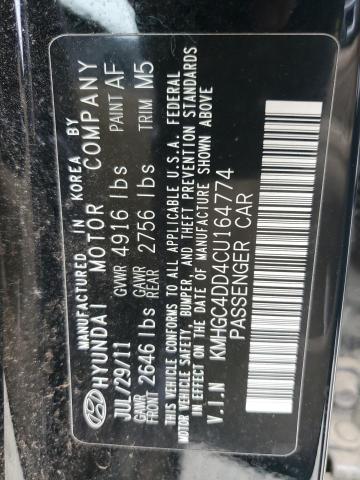 MANUFACTURED IN KOREA BY
HYUNDAI MOTOR COMPANY
JUL/29/11 GVWR 4916 lbs PAINT AF
GAWR FRONT 2646 lbs GAWR REAR 2756 lbs TRIM M5
THIS VEHICLE CONFORMS TO ALL APPLICABLE U.S.A. FEDERAL
MOTOR VEHICLE SAFETY, BUMPER, AND THEFT PREVENTION STANDARDS
IN EFFECT ON THE DATE OF MANUFACTURE SHOWN ABOVE
V.I.N KMHGC4DD4CU164774
PASSENGER CAR